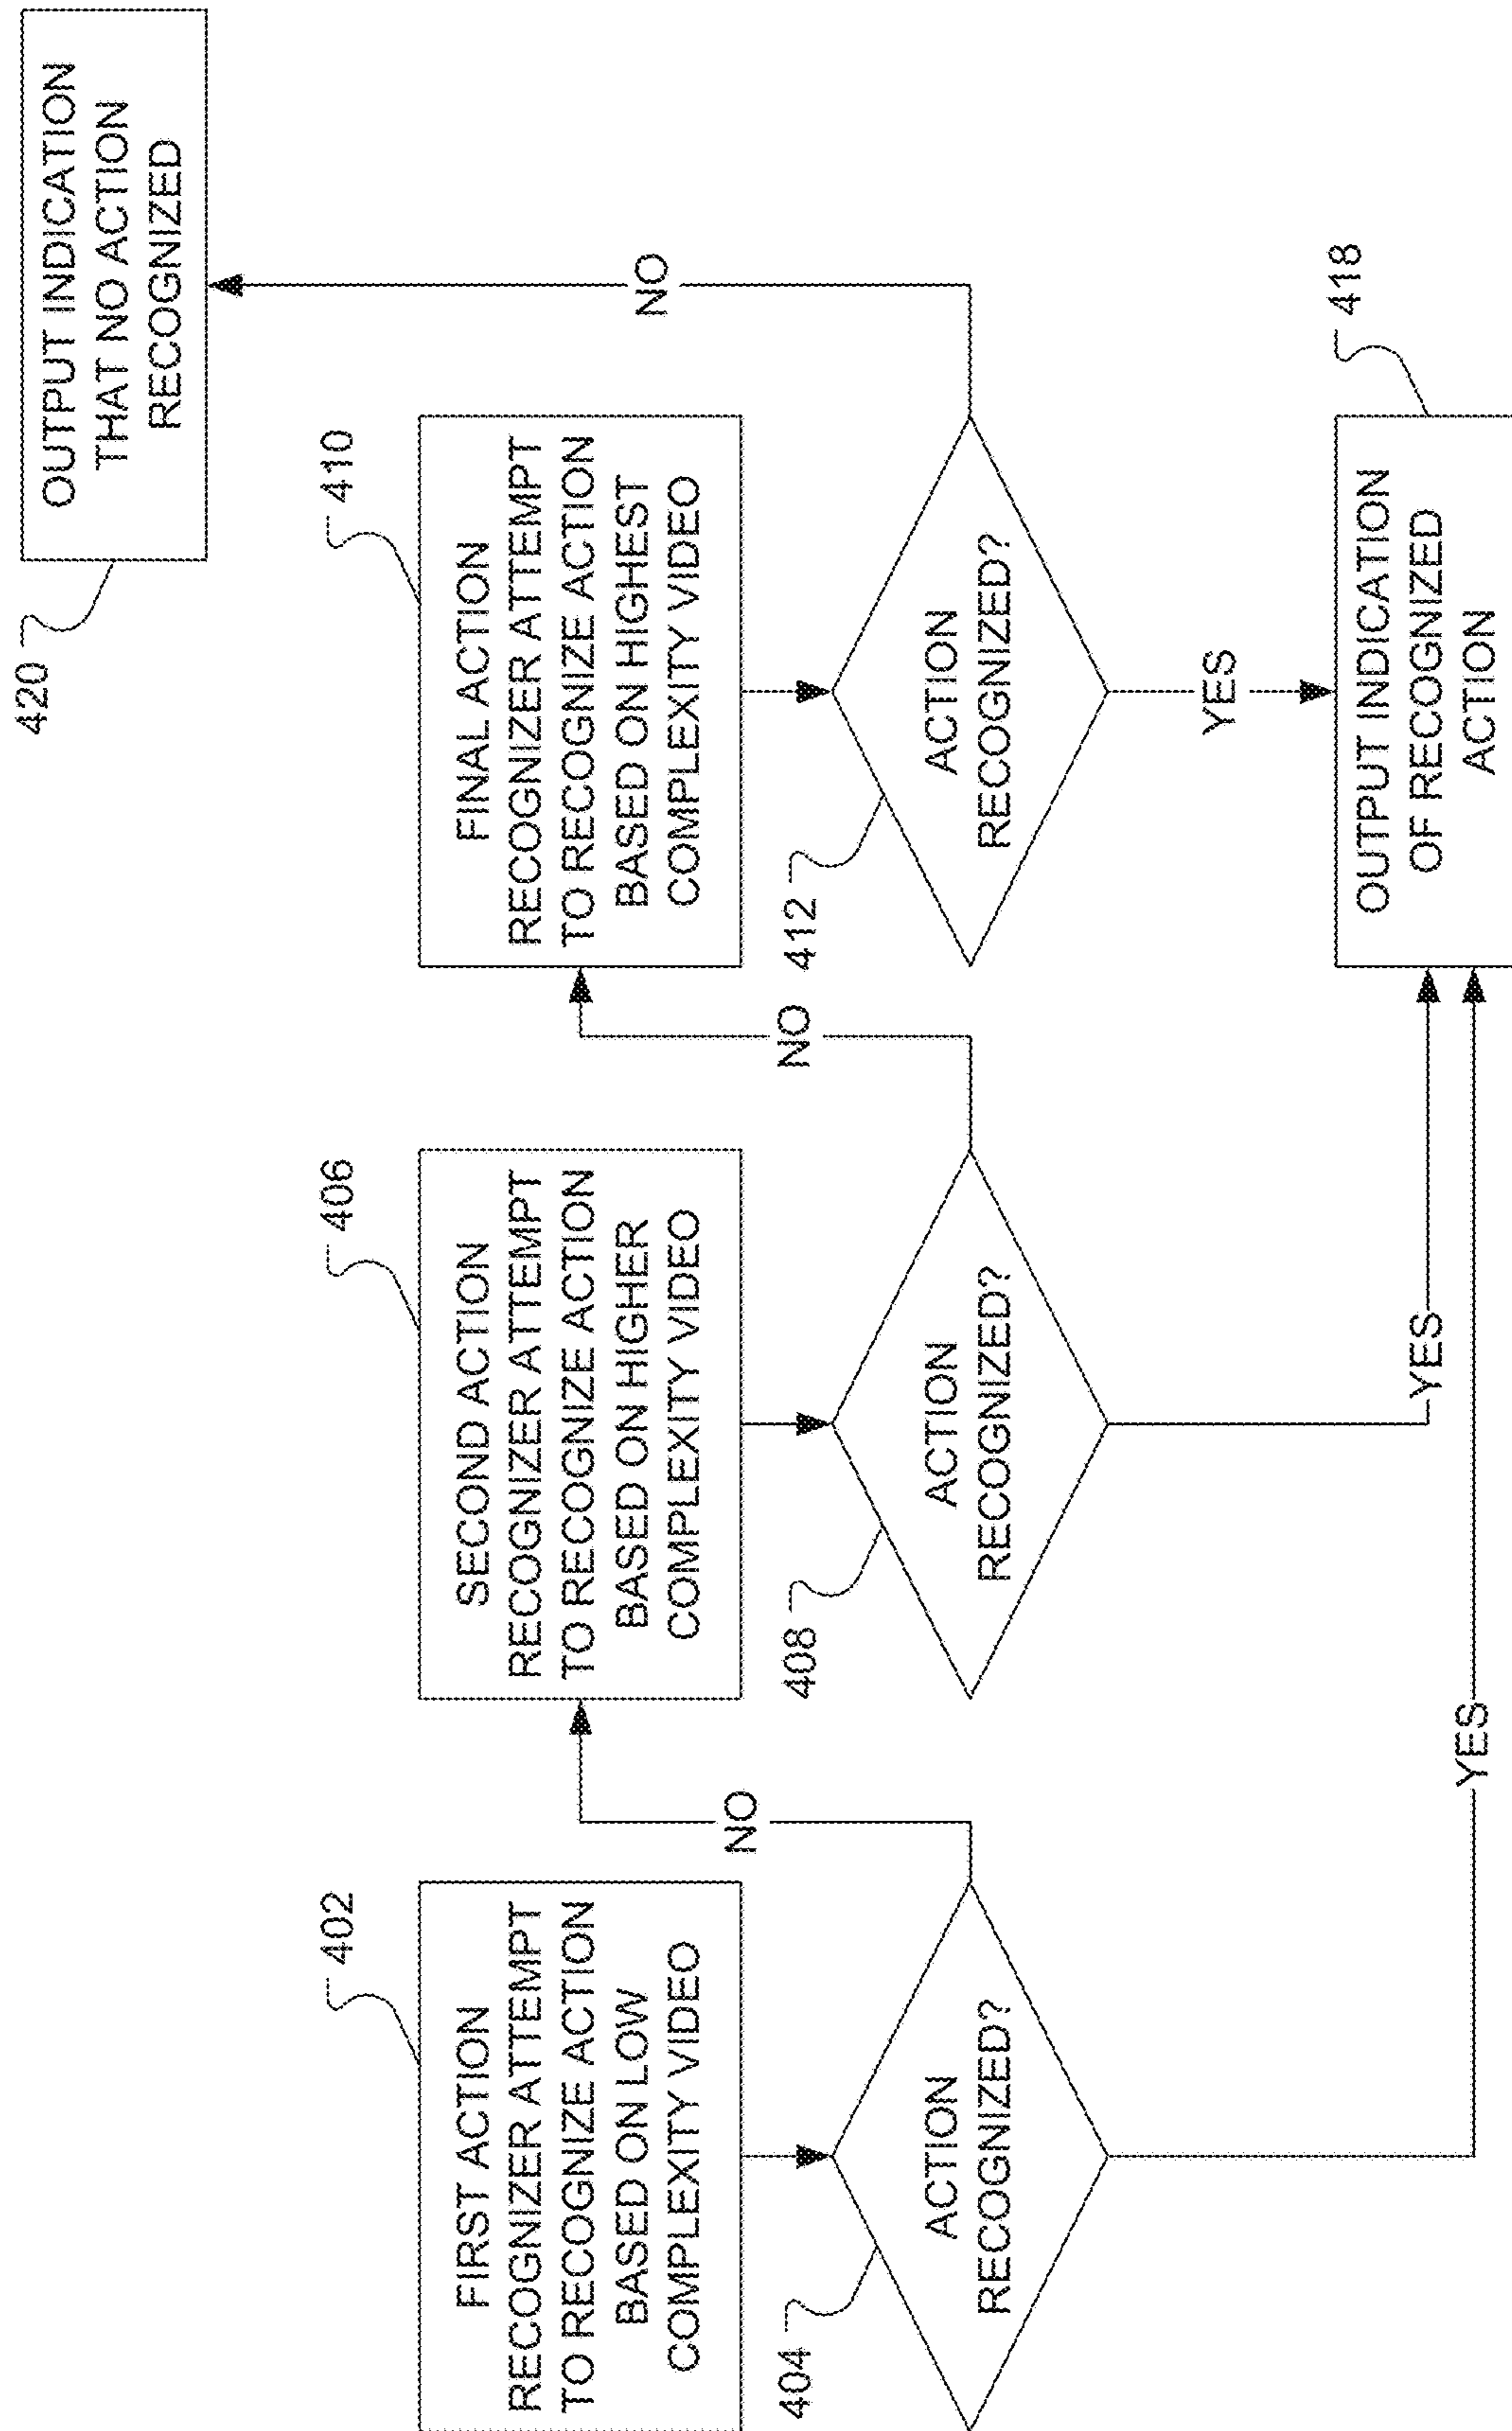 402
FIRST ACTION
RECOGNIZER ATTEMPT
TO RECOGNIZE ACTION
BASED ON LOW
COMPLEXITY VIDEO
404
ACTION
RECOGNIZED?
NO
YES
406
SECOND ACTION
RECOGNIZER ATTEMPT
TO RECOGNIZE ACTION
BASED ON HIGHER
COMPLEXITY VIDEO
408
ACTION
RECOGNIZED?
NO
YES
410
FINAL ACTION
RECOGNIZER ATTEMPT
TO RECOGNIZE ACTION
BASED ON HIGHEST
COMPLEXITY VIDEO
412
ACTION
RECOGNIZED?
NO
YES
420
OUTPUT INDICATION
THAT NO ACTION
RECOGNIZED
418
OUTPUT INDICATION
OF RECOGNIZED
ACTION